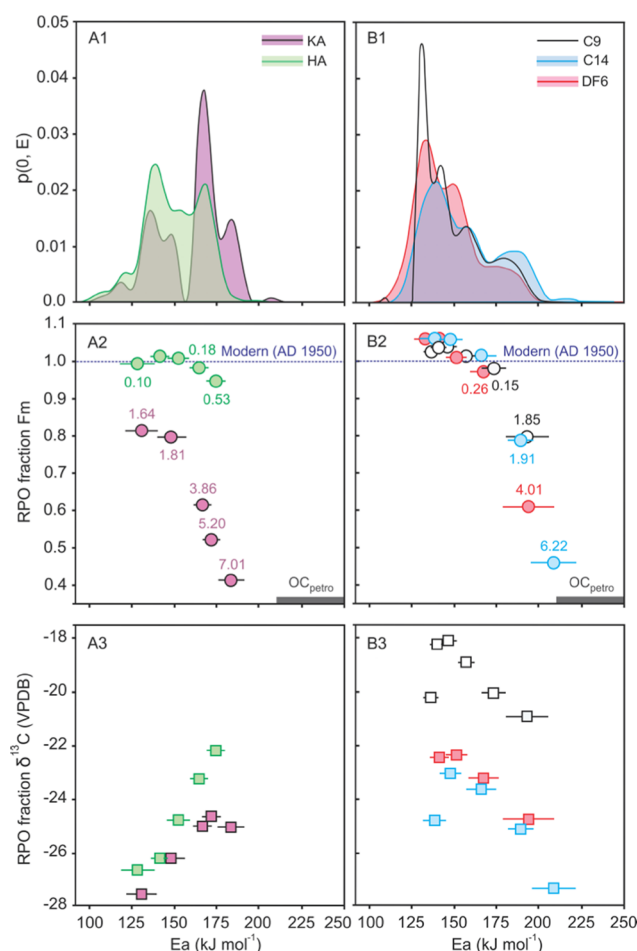 A1
KA
HA
B1
C9
C14
DF6
0.05
0.04
0.03
0.02
0.01
0.0
p(0, E)
A2
0.18
Modern (AD 1950)
0.10
0.53
1.64
1.81
3.86
5.20
7.01
OCpetro
B2
Modern (AD 1950)
0.26
0.15
1.85
1.91
4.01
6.22
OCpetro
1.1
1.0
0.9
0.8
0.7
0.6
0.5
0.4
RPO fraction Fm
A3
B3
-18
-20
-22
-24
-26
-28
RPO fraction δ13C (VPDB)
100 125 150 175 200 225 250
100 125 150 175 200 225 250
Ea (kJ mol-1)
Ea (kJ mol-1)